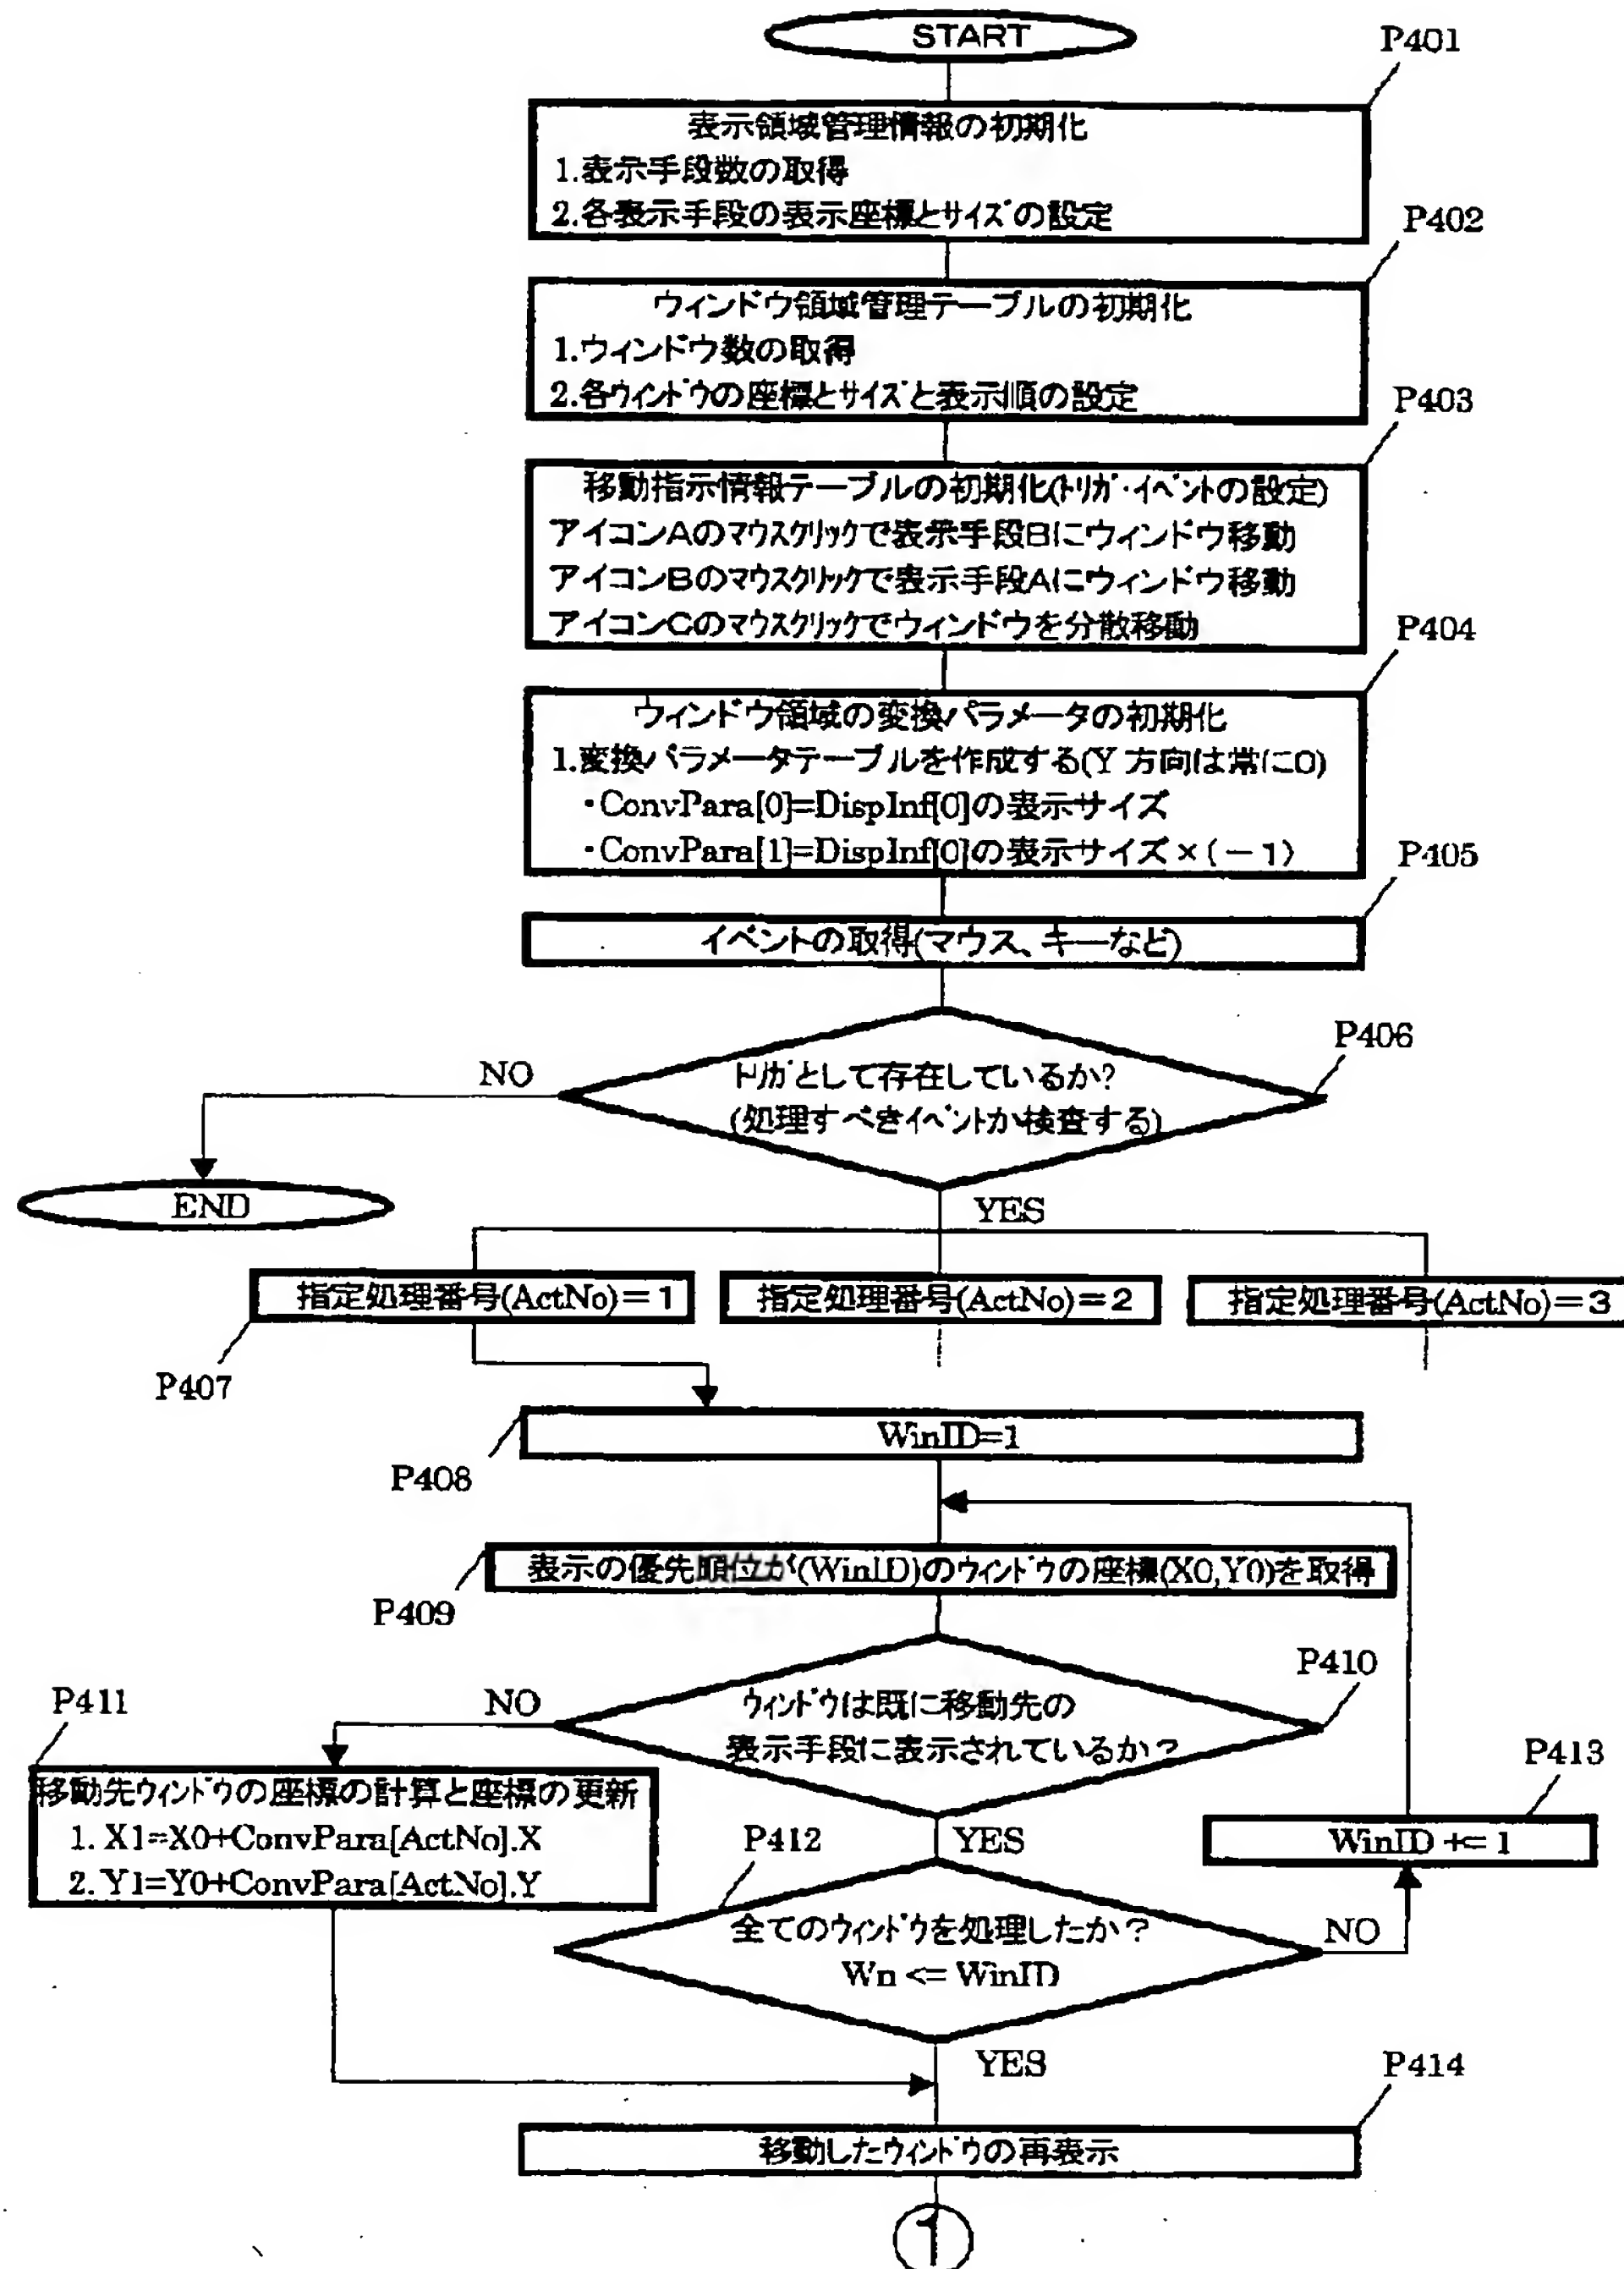 START
P401
表示領域管理情報の初期化
1.表示手段数の取得
2.各表示手段の表示座標とサイズの設定
P402
ウィンドウ領域管理テーブルの初期化
1.ウィンドウ数の取得
2.各ウィンドウの座標とサイズと表示順の設定
P403
移動指示情報テーブルの初期化(トリガ・イベントの設定)
アイコンAのマウスクリックで表示手段Bにウィンドウ移動
アイコンBのマウスクリックで表示手段Aにウィンドウ移動
アイコンCのマウスクリックでウィンドウを分散移動
P404
ウィンドウ領域の変換パラメータの初期化
1.変換パラメータテーブルを作成する(Y 方向は常に0)
・ConvPara[0]=DispInf[0]の表示サイズ
・ConvPara[1]=DispInf[0]の表示サイズ×(－1)
P405
イベントの取得(マウス、キーなど)
P406
トリガとして存在しているか?
(処理すべきイベントか検査する)
NO
END
YES
指定処理番号(ActNo)＝1
指定処理番号(ActNo)＝2
指定処理番号(ActNo)＝3
P407
WinID=1
P408
表示の優先順位が(WinID)のウィンドウの座標(X0,Y0)を取得
P409
P410
ウィンドウは既に移動先の
表示手段に表示されているか?
NO
P411
移動先ウィンドウの座標の計算と座標の更新
1. X1=X0+ConvPara[ActNo].X
2. Y1=Y0+ConvPara[ActNo].Y
YES
P412
P413
WinID += 1
全てのウィンドウを処理したか?
Wn <= WinID
NO
YES
P414
移動したウィンドウの再表示
1